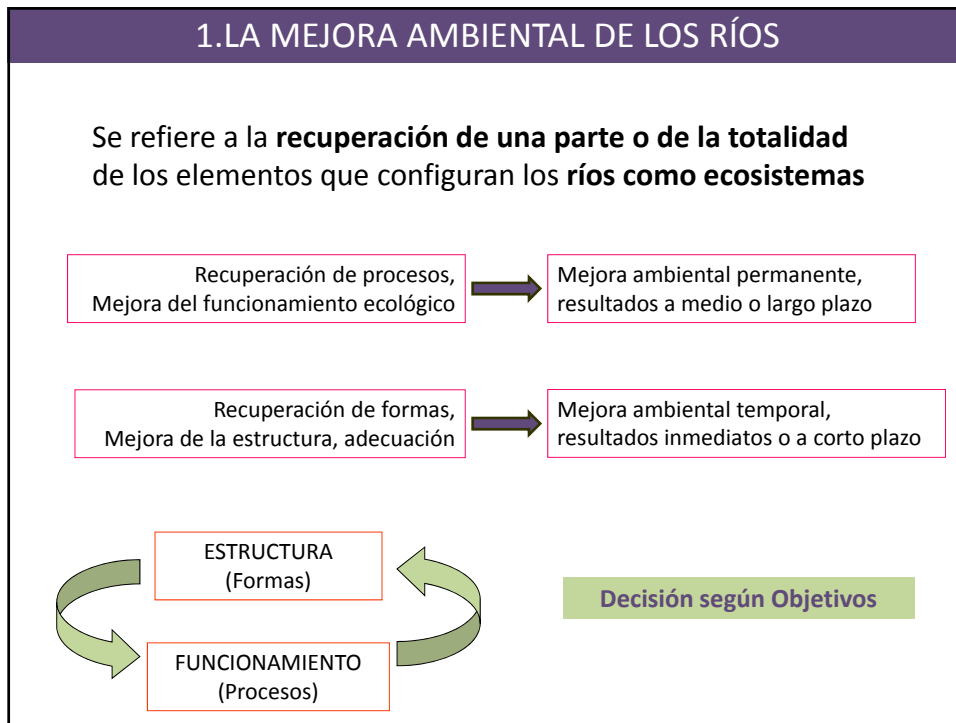 1.LA MEJORA AMBIENTAL DE LOS RÍOS
Se refiere a la recuperación de una parte o de la totalidad
de los elementos que configuran los ríos como ecosistemas
Recuperación de procesos,
Mejora del funcionamiento ecológico
Mejora ambiental permanente,
resultados a medio o largo plazo
Recuperación de formas,
Mejora de la estructura, adecuación
Mejora ambiental temporal,
resultados inmediatos o a corto plazo
ESTRUCTURA
(Formas)
Decisión según Objetivos
FUNCIONAMIENTO
(Procesos)